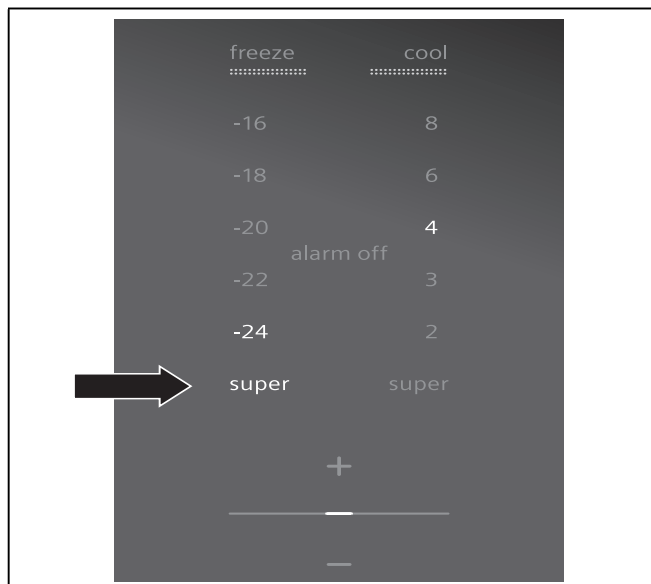 freeze cool
-16 8
-18 6
-20 4
alarm off
-22 3
-24 2
super super
+
–